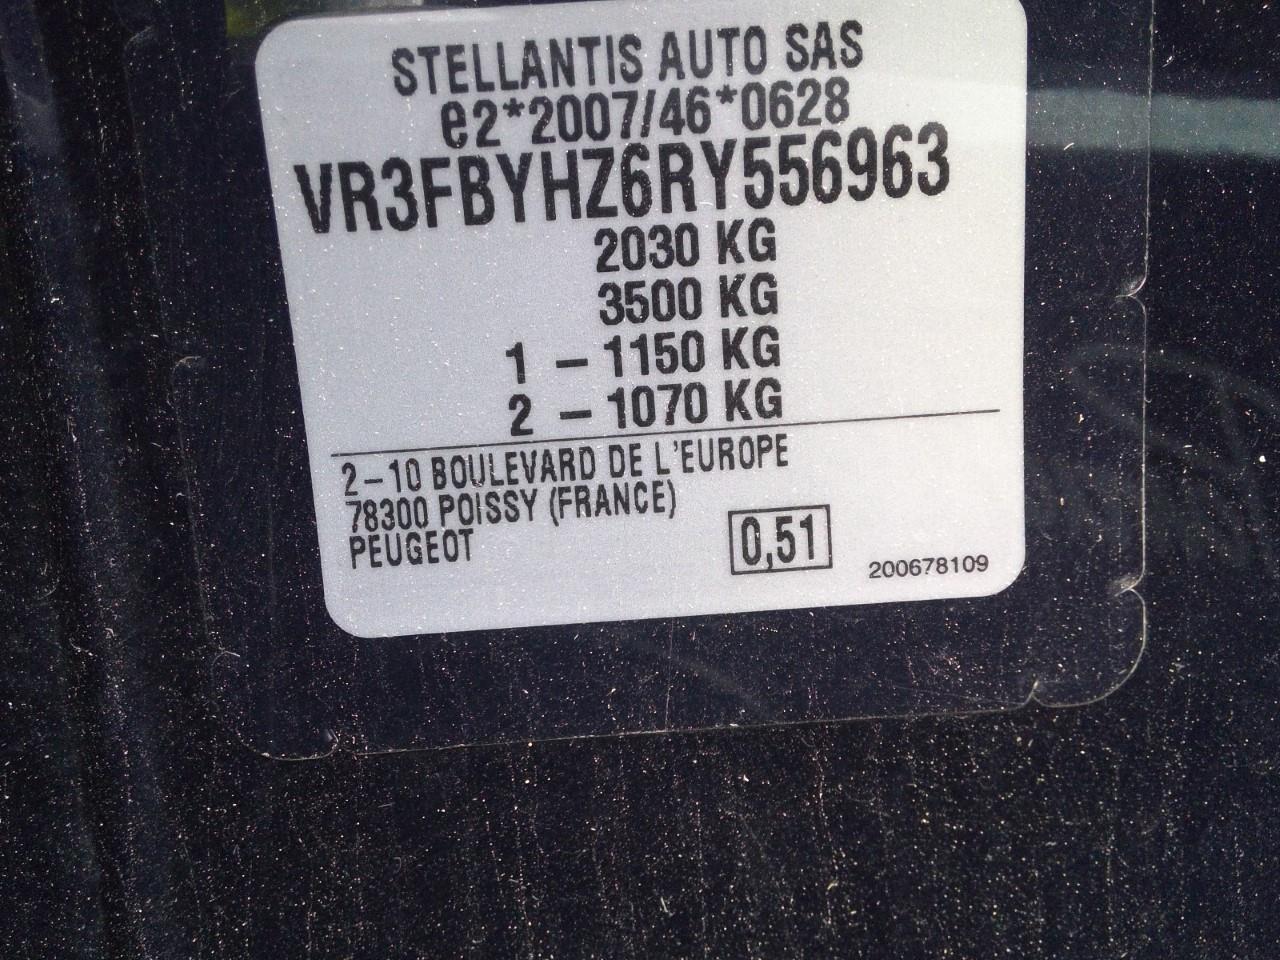 STELLANTIS AUTO SAS
e2*2007/46*0628
VR3FBYHZ6RY556963
2030 KG
3500 KG
1 – 1150 KG
2 – 1070 KG
2–10 BOULEVARD DE L'EUROPE
78300 POISSY (FRANCE)
PEUGEOT
0,51
200678109